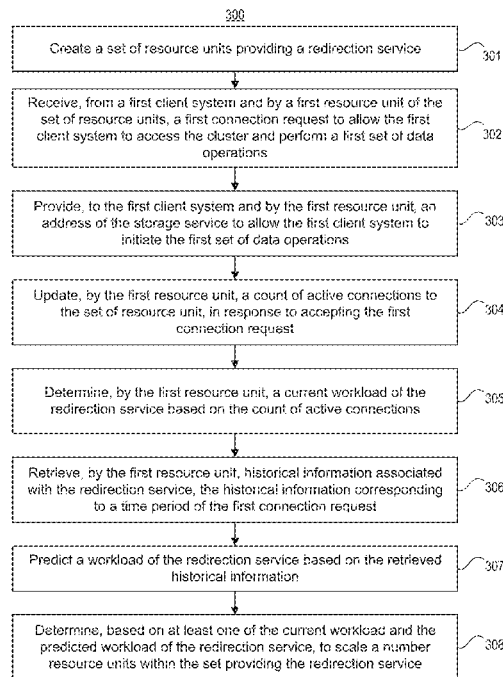 300
Create a set of resource units providing a redirection service
301
Receive, from a first client system and by a first resource unit of the
set of resource units, a first connection request to allow the first
client system to access the cluster and perform a first set of data
operations
302
Provide, to the first client system and by the first resource unit, an
address of the storage service to allow the first client system to
initiate the first set of data operations
303
Update, by the first resource unit, a count of active connections to
the set of resource unit, in response to accepting the first
connection request
304
Determine, by the first resource unit, a current workload of the
redirection service based on the count of active connections
305
Retrieve, by the first resource unit, historical information associated
with the redirection service, the historical information corresponding
to a time period of the first connection request
306
Predict a workload of the redirection service based on the retrieved
historical information
307
Determine, based on at least one of the current workload and the
predicted workload of the redirection service, to scale a number
resource units within the set providing the redirection service
308